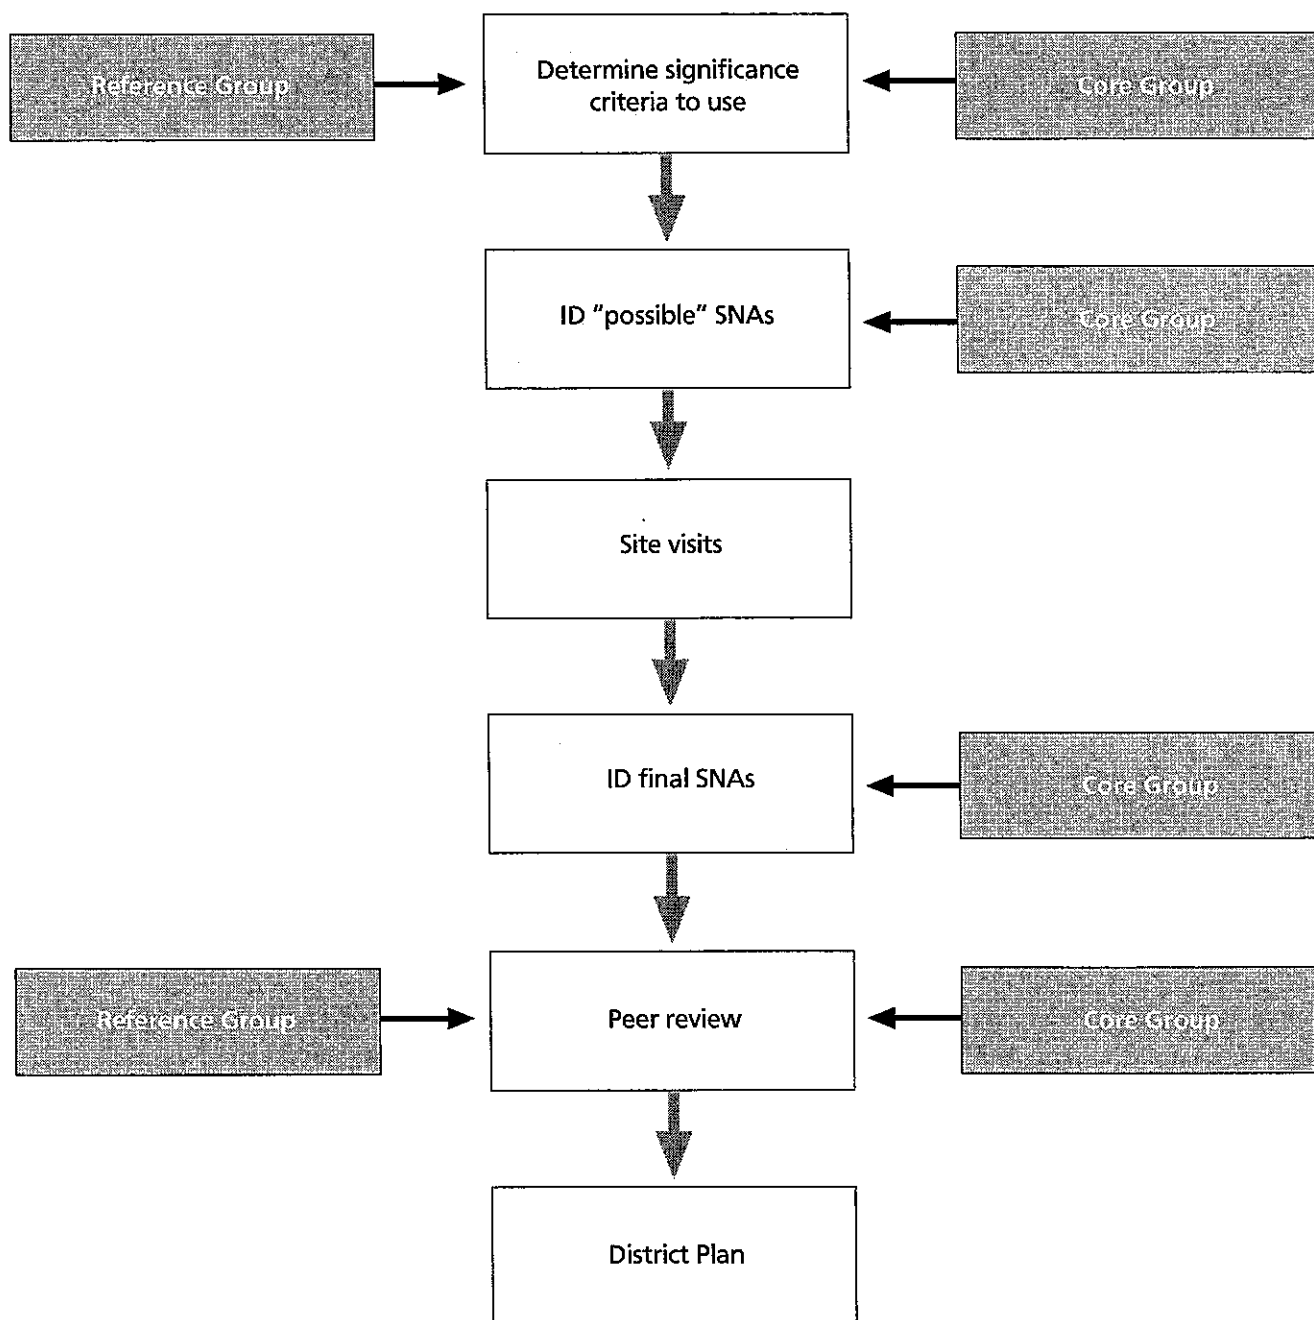 Reference Group
Determine significance
criteria to use
Core Group
ID “possible” SNAs
Core Group
Site visits
ID final SNAs
Core Group
Reference Group
Peer review
Core Group
District Plan